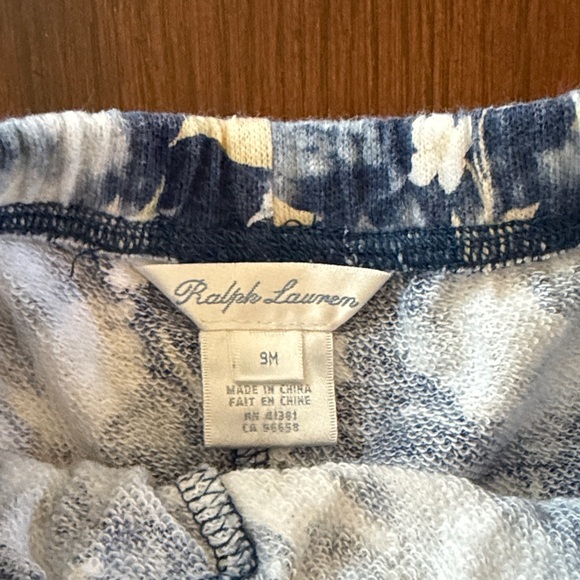 Ralph Lauren
9M
MADE IN CHINA
FAIT EN CHINE
RN 41381
CA 56658